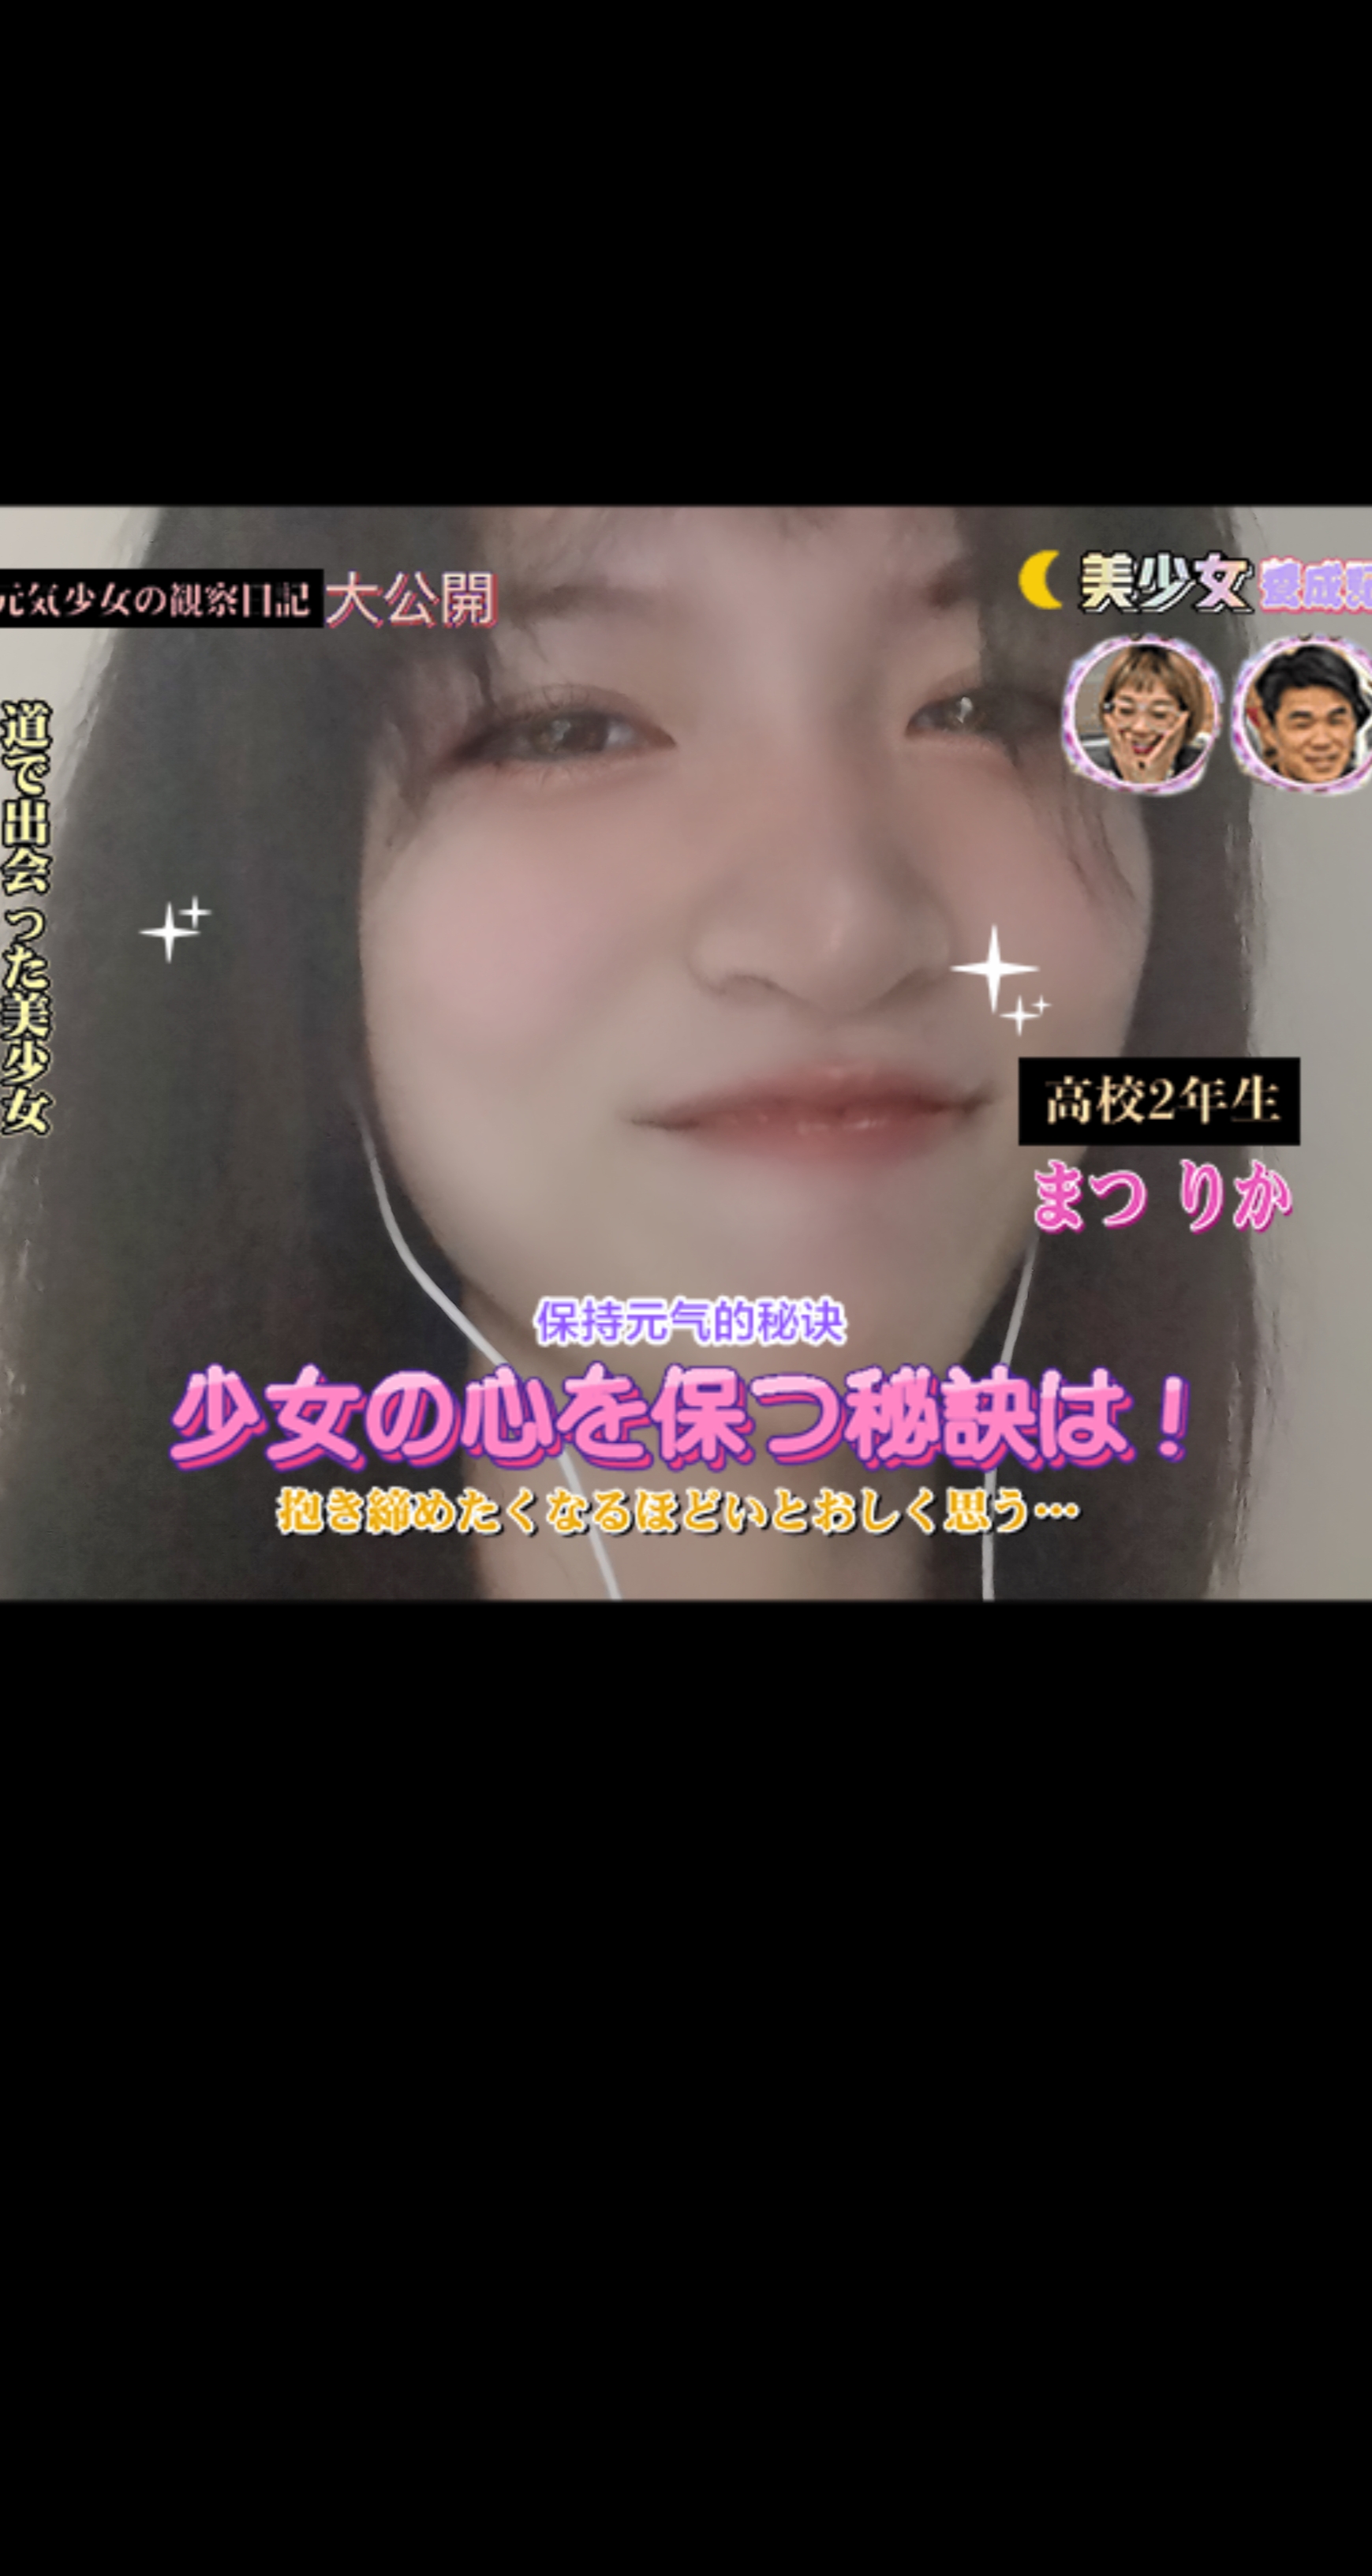 元気少女の観察日記大公開
美少女養成
道で出会った美少女
高校2年生
まつ りか
保持元气的秘诀
少女の心を保つ秘訣は！
抱き締めたくなるほどいとおしく思う…